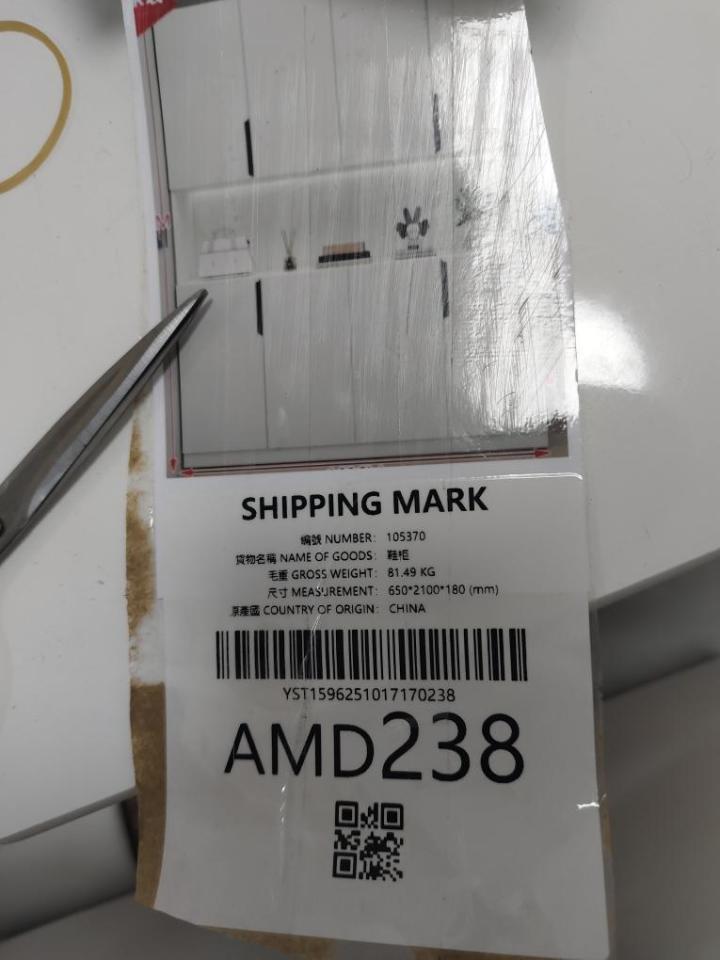 SHIPPING MARK
編號 NUMBER: 105370
貨物名稱 NAME OF GOODS: 鞋柜
毛重 GROSS WEIGHT: 81.49 KG
尺寸 MEASUREMENT: 650*2100*180 (mm)
原產國 COUNTRY OF ORIGIN: CHINA
YST1596251017170238
AMD238